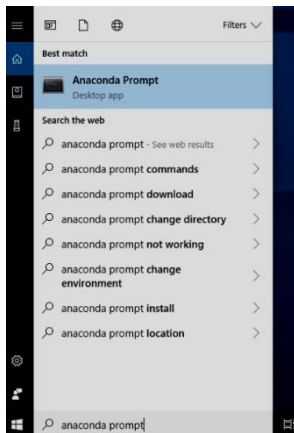 Filters
Best match
Anaconda Prompt
Desktop app
Search the web
anaconda prompt - See web results
anaconda prompt commands
anaconda prompt download
anaconda prompt change directory
anaconda prompt not working
anaconda prompt change
environment
anaconda prompt install
anaconda prompt location
anaconda prompt